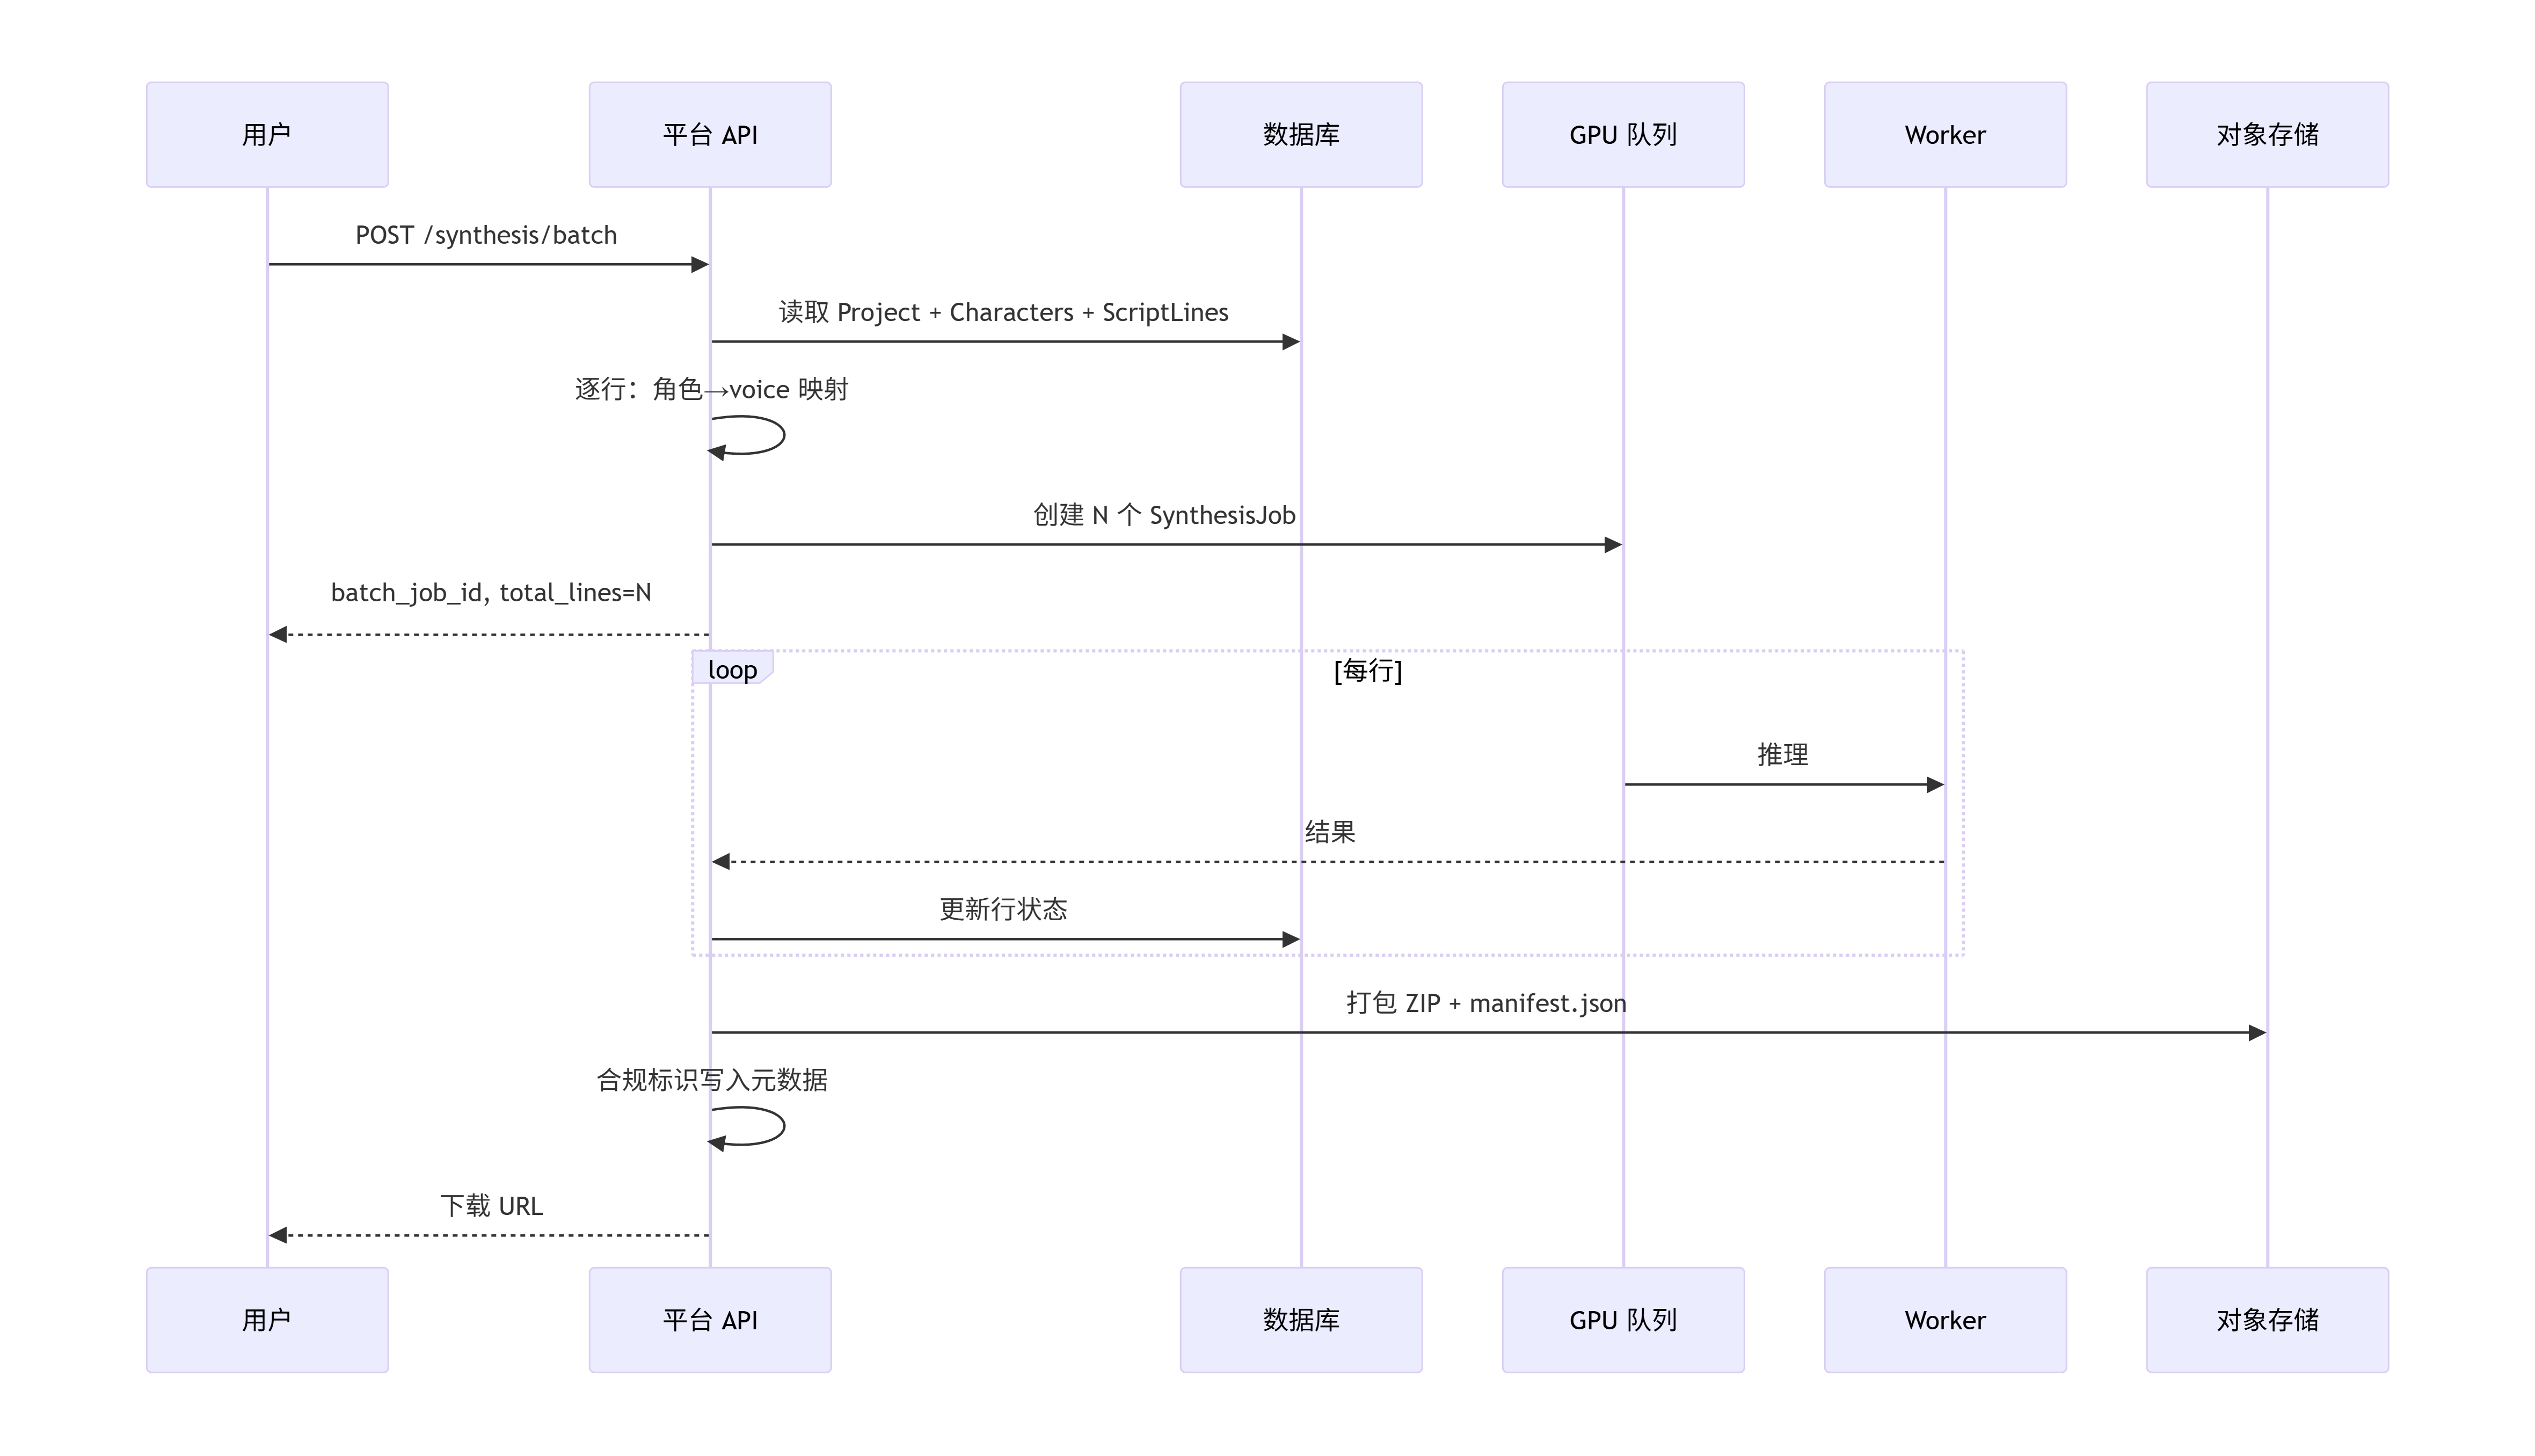 用户
平台 API
数据库
GPU 队列
Worker
对象存储
POST /synthesis/batch
读取 Project + Characters + ScriptLines
逐行：角色→voice 映射
创建 N 个 SynthesisJob
batch_job_id, total_lines=N
loop
[每行]
推理
结果
更新行状态
打包 ZIP + manifest.json
合规标识写入元数据
下载 URL
用户
平台 API
数据库
GPU 队列
Worker
对象存储